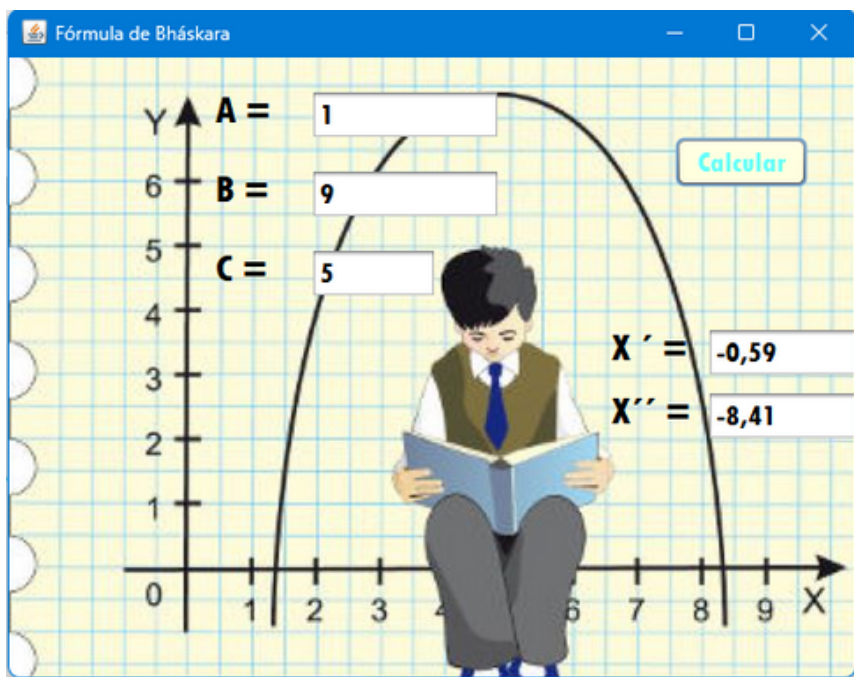 Fórmula de Bháskara
Y
A =
1
Calcular
6
B =
9
5
C =
5
4
X ´ =
-0,59
3
X´´ =
-8,41
2
1
0
1 2 3 4 6 7 8 9 X